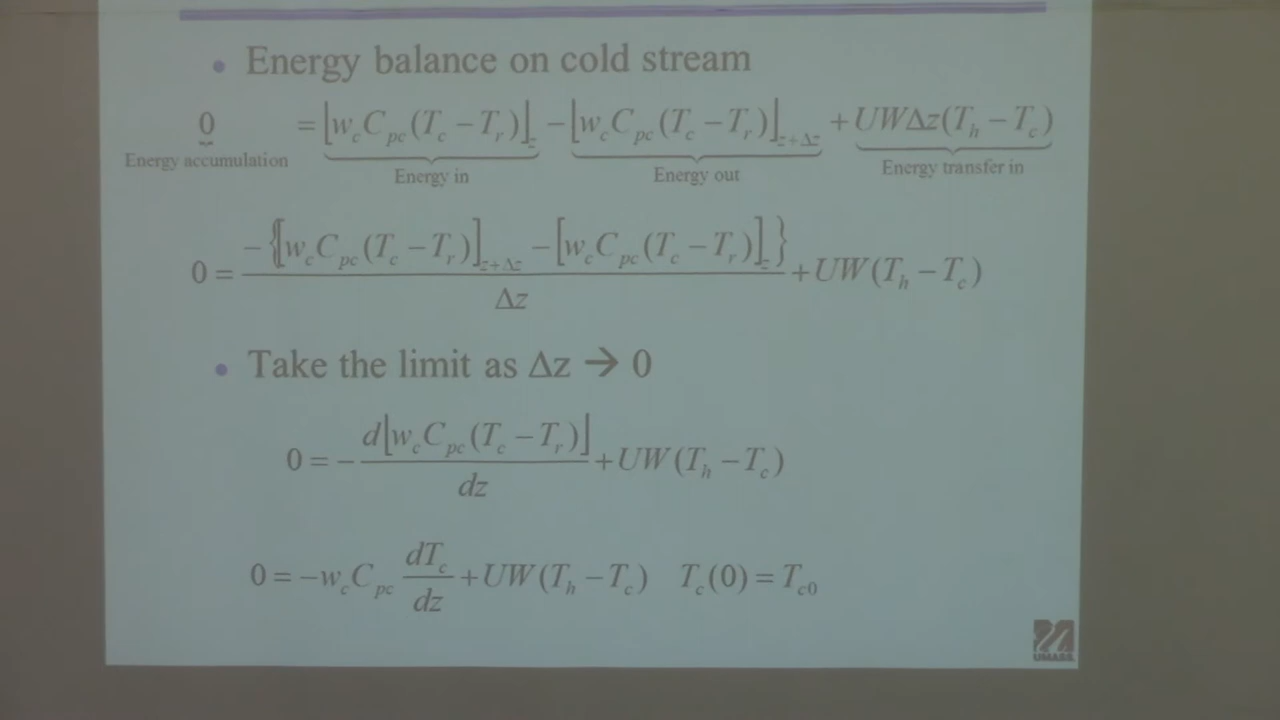 • Energy balance on cold stream
0 = [w_c C_pc (T_c − T_r)]_z − [w_c C_pc (T_c − T_r)]_z+Δz + UWΔz(T_h − T_c)
Energy accumulation Energy in Energy out Energy transfer in
0 = −{[w_c C_pc (T_c − T_r)]_z+Δz − [w_c C_pc (T_c − T_r)]_z} / Δz + UW(T_h − T_c)
• Take the limit as Δz → 0
0 = − d[w_c C_pc (T_c − T_r)] / dz + UW(T_h − T_c)
0 = −w_c C_pc dT_c / dz + UW(T_h − T_c) T_c(0) = T_c0
UMASS